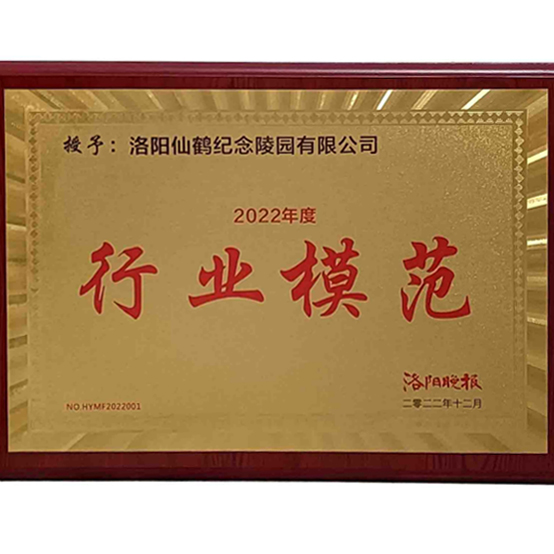 授予：洛阳仙鹤纪念陵园有限公司
2022年度
行业模范
洛阳晚报
NO.HYMF2022001
二零二二年十二月